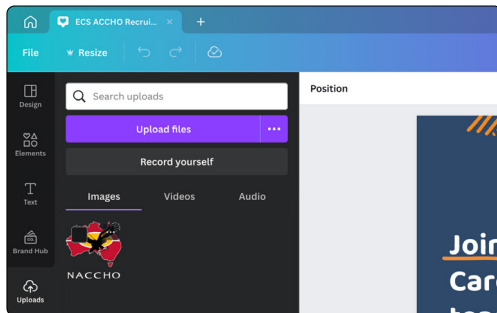 ECS ACCHO Recrui...
File
Resize
Position
Design
Elements
Text
Brand Hub
Uploads
Search uploads
Upload files
Record yourself
Images Videos Audio
NACCHO
Join
Car